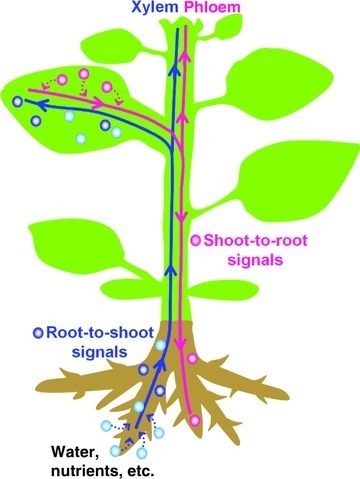 Xylem Phloem
Shoot-to-root
signals
Root-to-shoot
signals
Water,
nutrients, etc.